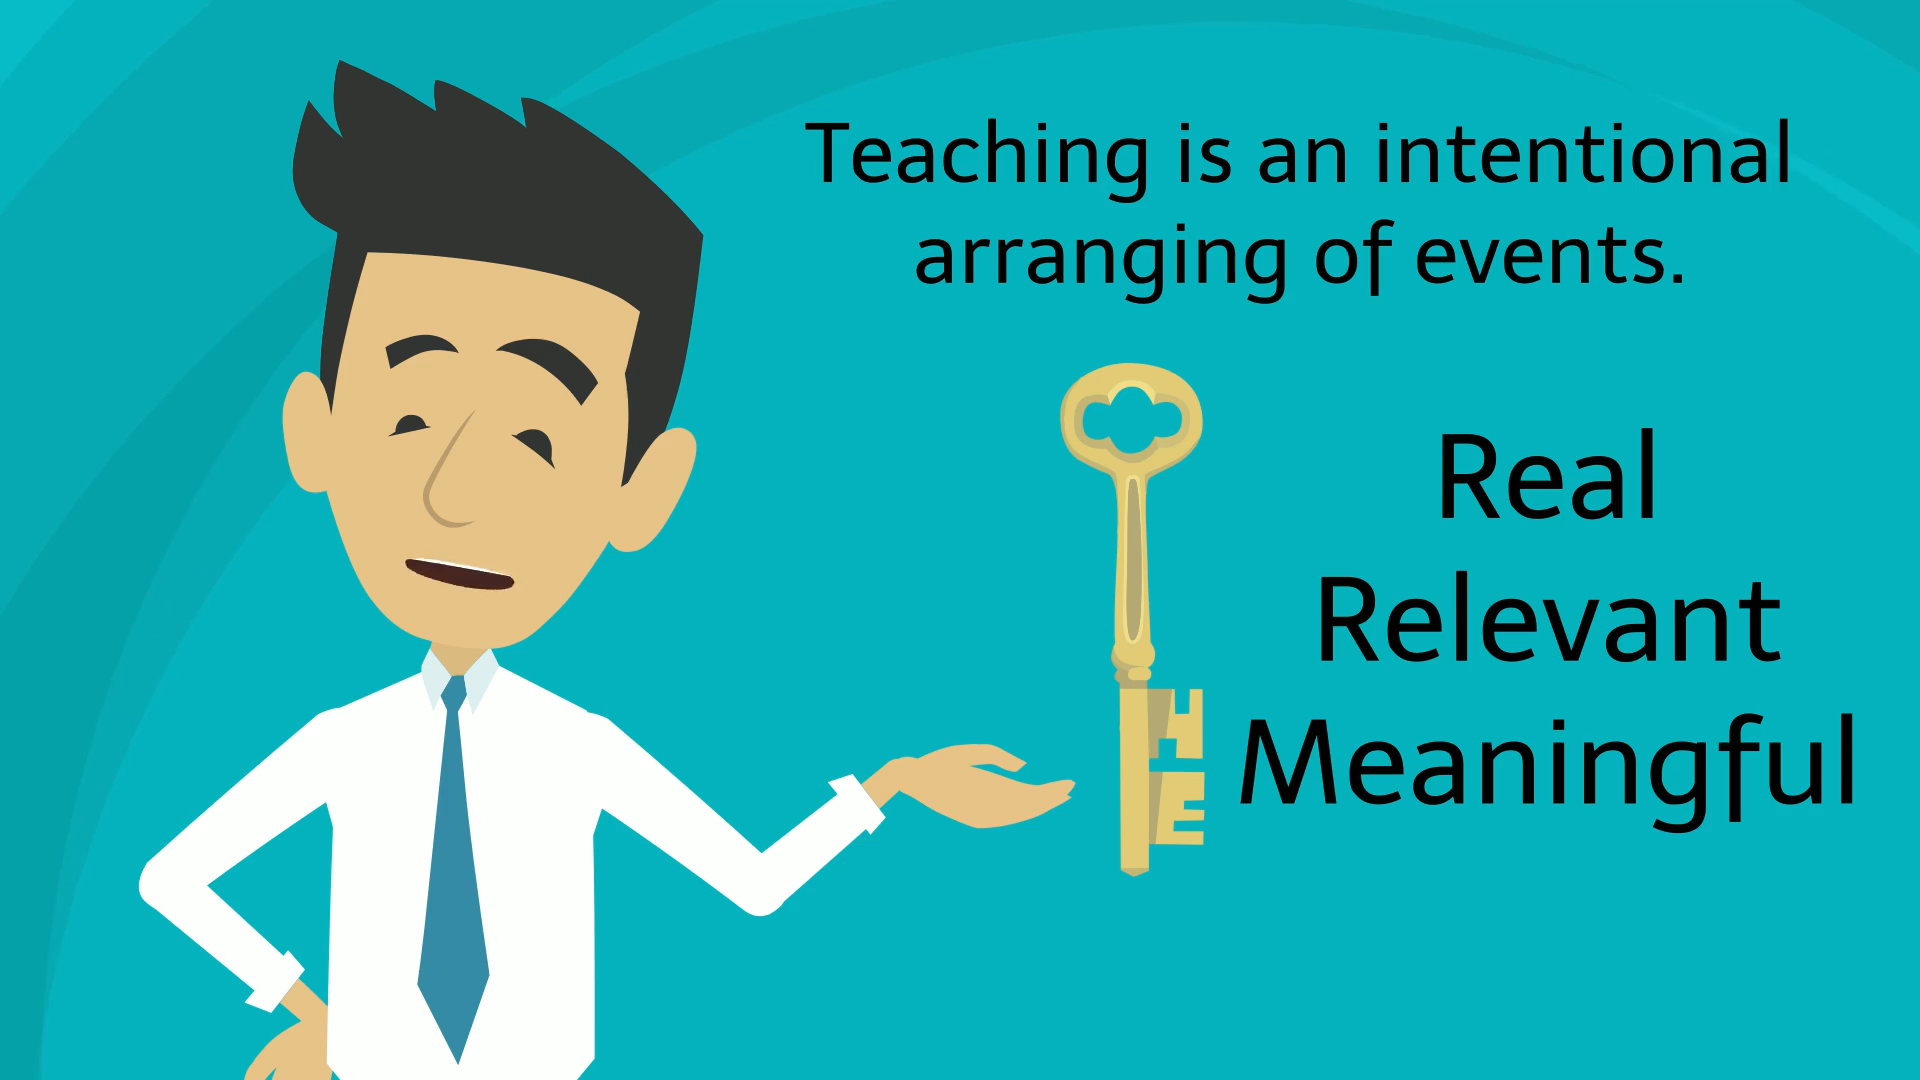 Teaching is an intentional
arranging of events.
Real
Relevant
Meaningful